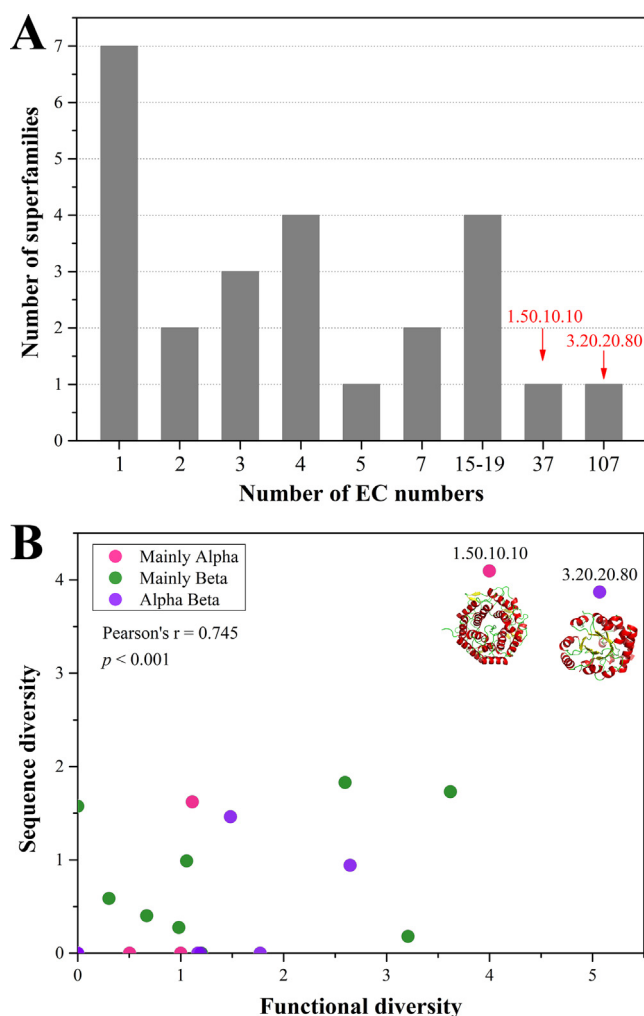 A
Number of superfamilies
7
6
5
4
3
2
1
0
1.50.10.10
3.20.20.80
1 2 3 4 5 7 15-19 37 107
Number of EC numbers
B
Mainly Alpha
Mainly Beta
Alpha Beta
Pearson's r = 0.745
p < 0.001
1.50.10.10
3.20.20.80
Sequence diversity
4
3
2
1
0
0 1 2 3 4 5
Functional diversity